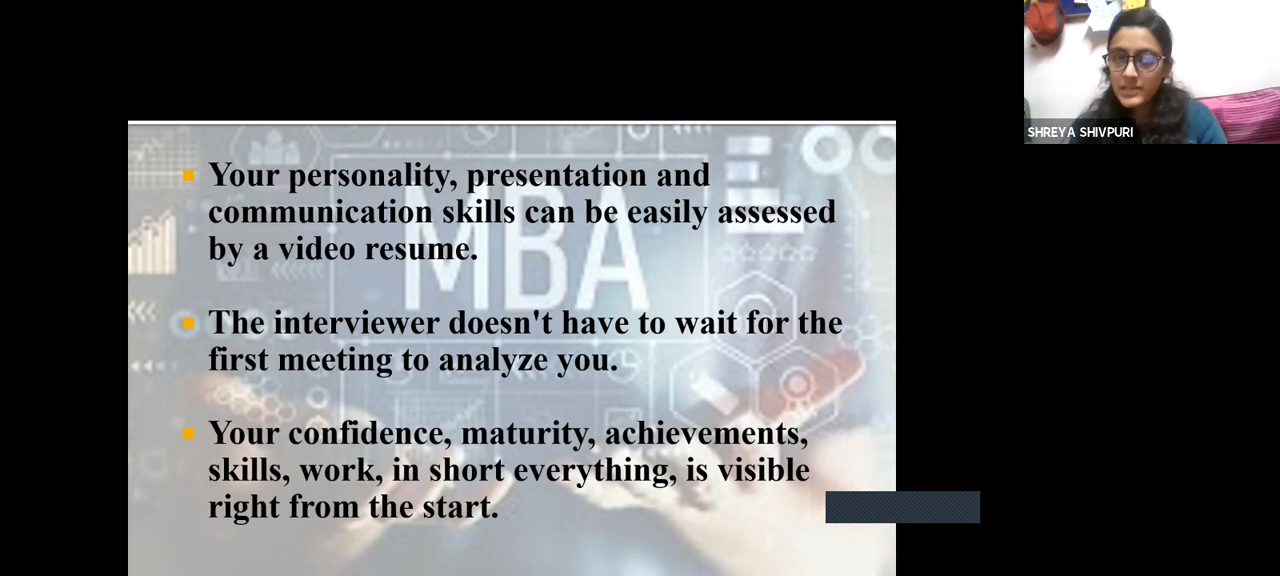 Your personality, presentation and
communication skills can be easily assessed
by a video resume.
The interviewer doesn't have to wait for the
first meeting to analyze you.
Your confidence, maturity, achievements,
skills, work, in short everything, is visible
right from the start.
MBA
SHREYA SHIVPURI